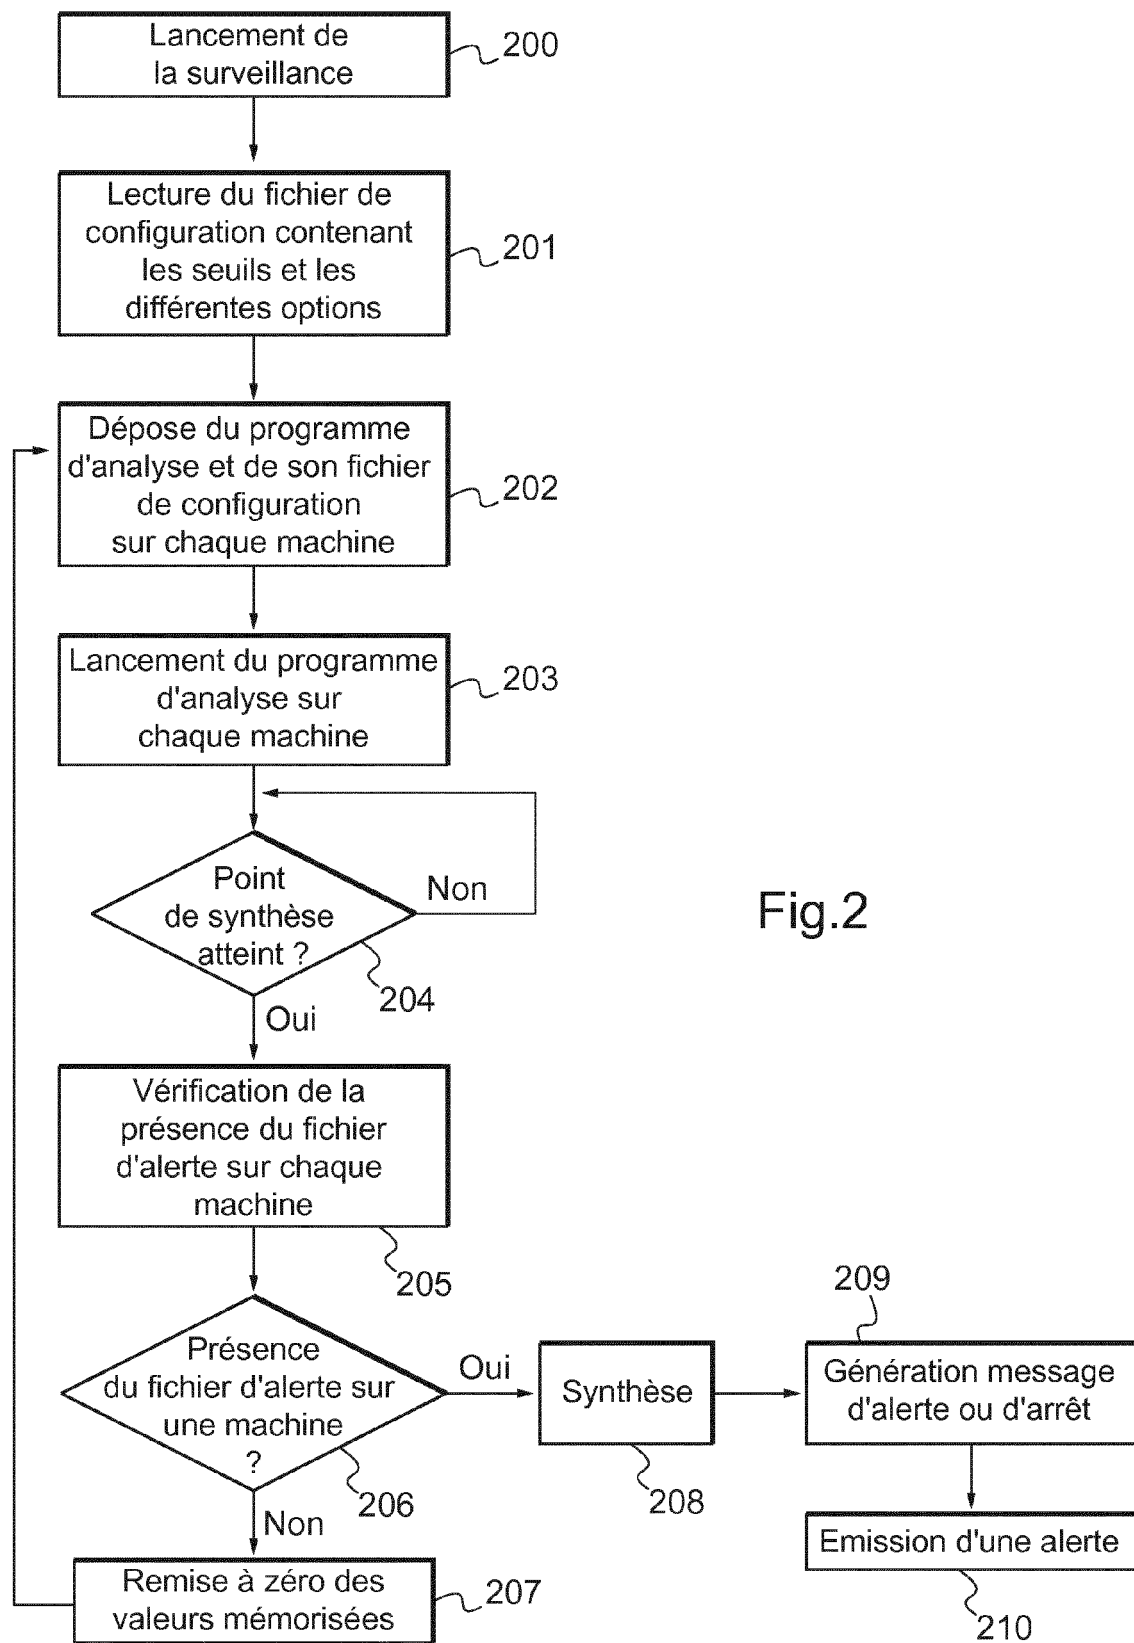 Lancement de
la surveillance
200
Lecture du fichier de
configuration contenant
les seuils et les
différentes options
201
Dépose du programme
d'analyse et de son fichier
de configuration
sur chaque machine
202
Lancement du programme
d'analyse sur
chaque machine
203
Point
de synthèse
atteint ?
Non
204
Oui
Fig.2
Vérification de la
présence du fichier
d'alerte sur chaque
machine
205
Présence
du fichier d'alerte sur
une machine
?
Oui
206
Non
Synthèse
208
209
Génération message
d'alerte ou d'arrêt
Emission d'une alerte
210
Remise à zéro des
valeurs mémorisées
207